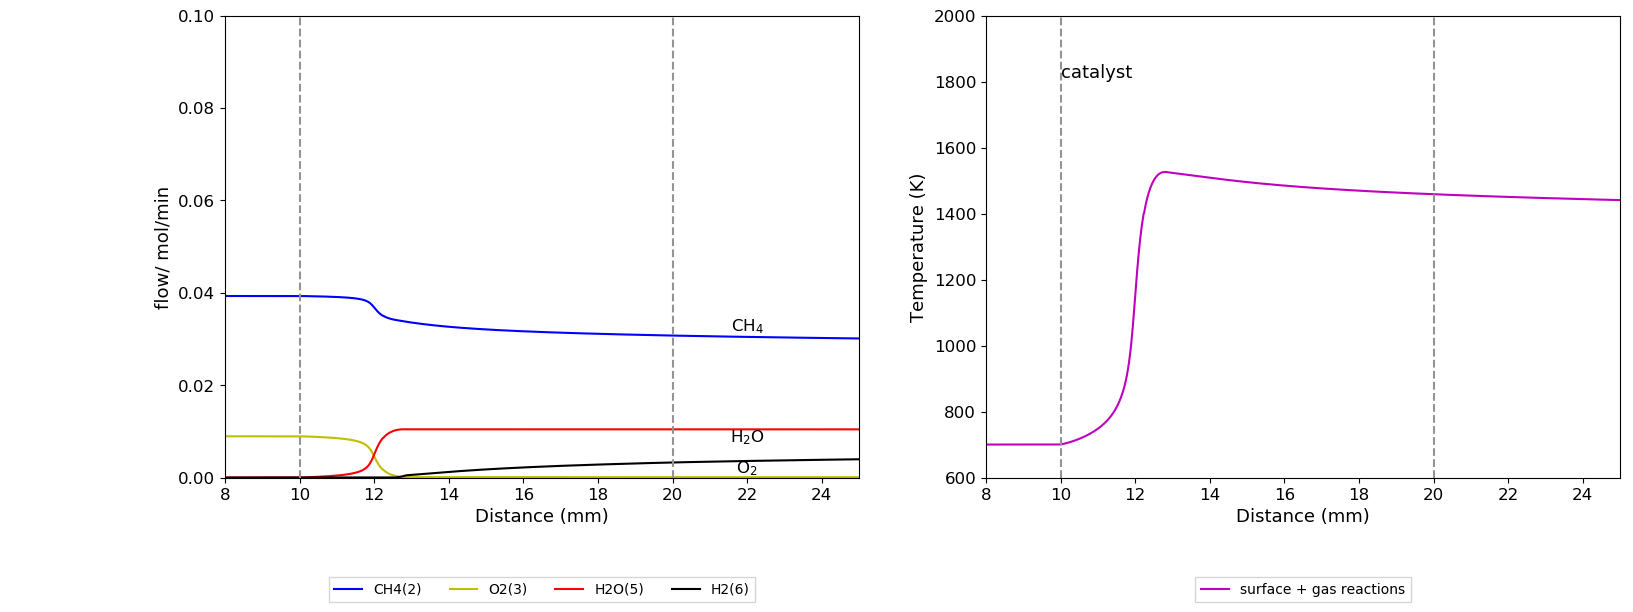 0.10
0.08
0.06
0.04
0.02
0.00
flow/ mol/min
CH₄
H₂O
O₂
8 10 12 14 16 18 20 22 24
Distance (mm)
CH4(2) O2(3) H2O(5) H2(6)
2000
1800
1600
1400
1200
1000
800
600
Temperature (K)
catalyst
8 10 12 14 16 18 20 22 24
Distance (mm)
surface + gas reactions